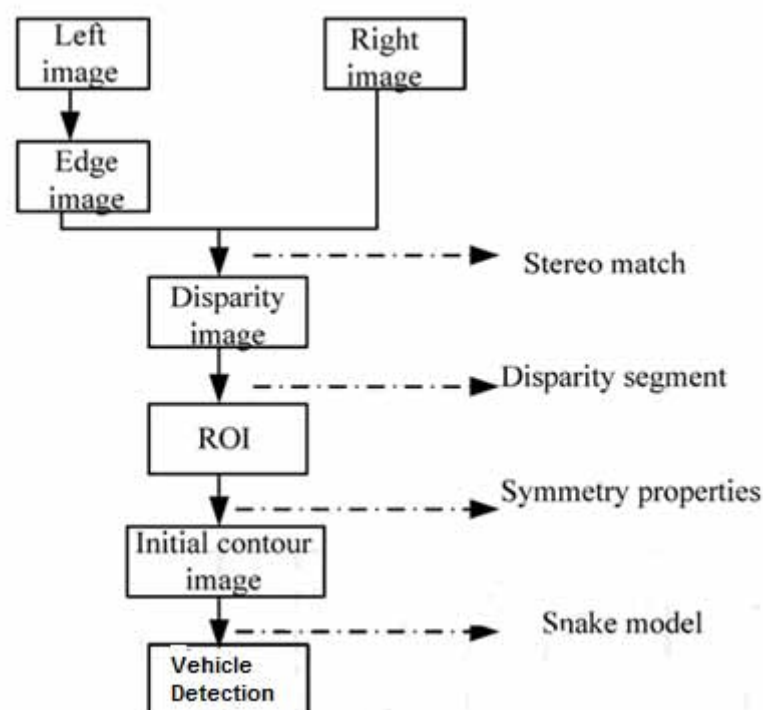 Left
image
Right
image
Edge
image
Stereo match
Disparity
image
Disparity segment
ROI
Symmetry properties
Initial contour
image
Snake model
Vehicle
Detection